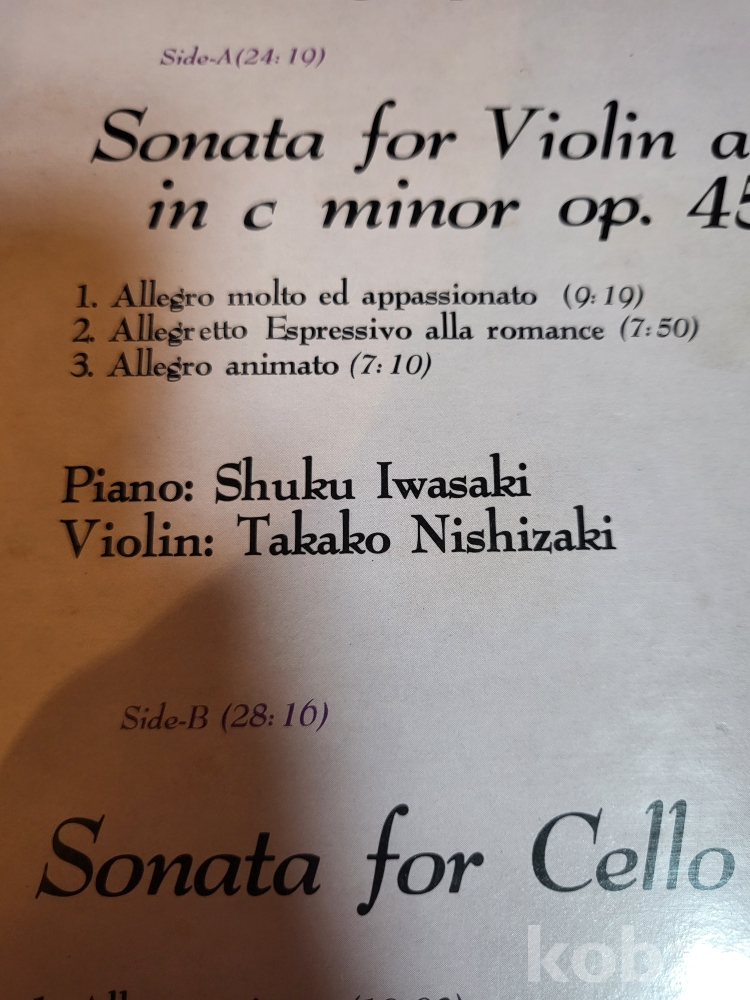 Side-A (24:19)
Sonata for Violin a
in c minor op. 45
1. Allegro molto ed appassionato (9:19)
2. Allegretto Espressivo alla romance (7:50)
3. Allegro animato (7:10)
Piano: Shuku Iwasaki
Violin: Takako Nishizaki
Side-B (28:16)
Sonata for Cello
kob